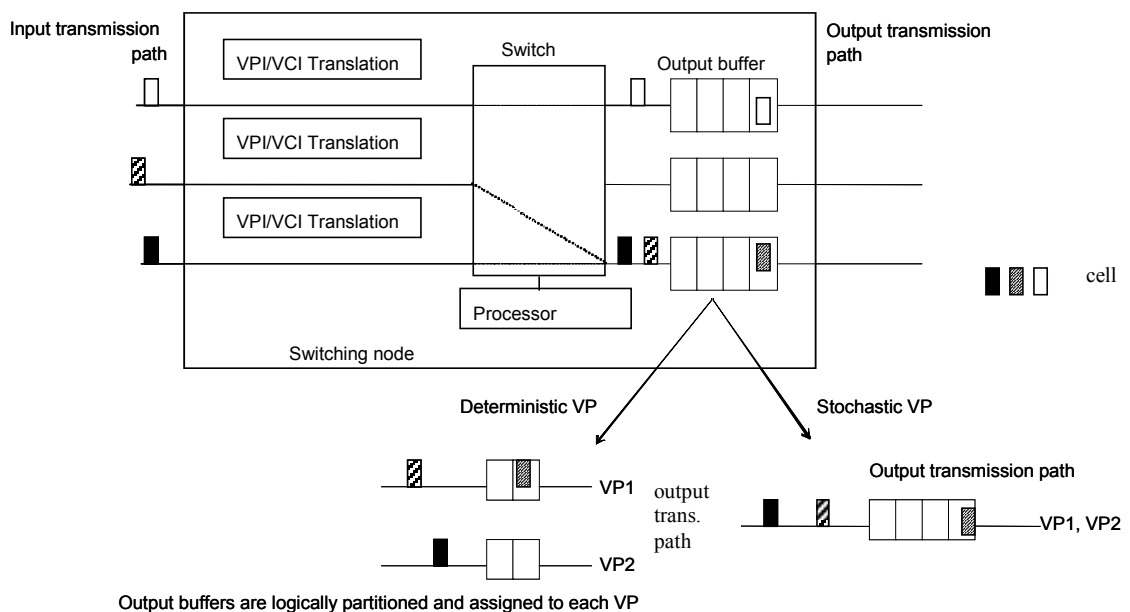 Input transmission
path
VPI/VCI Translation
Switch
Output buffer
Output transmission
path
VPI/VCI Translation
VPI/VCI Translation
cell
Processor
Switching node
Deterministic VP
Stochastic VP
Output transmission path
VP1
output
trans.
path
VP1, VP2
VP2
Output buffers are logically partitioned and assigned to each VP